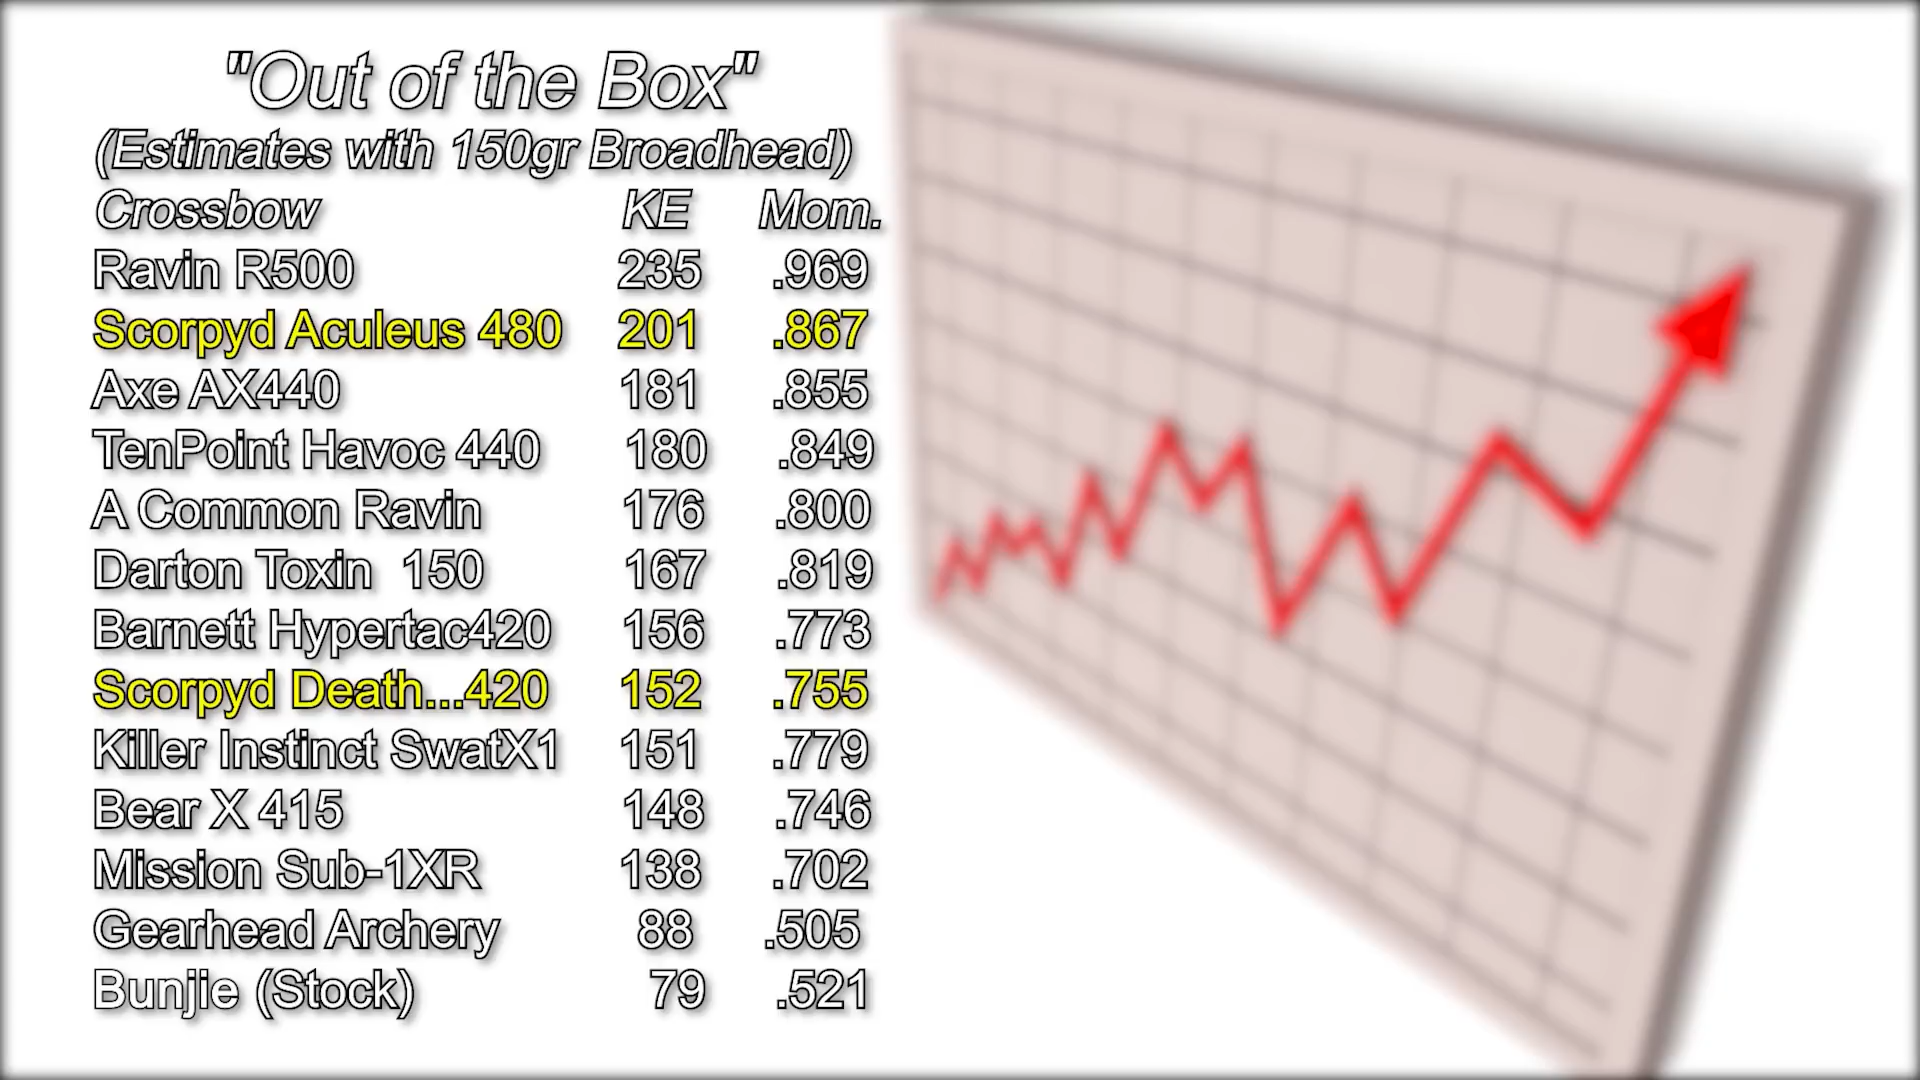 "Out of the Box"
(Estimates with 150gr Broadhead)
Crossbow KE Mom.
Ravin R500 235 .969
Scorpyd Aculeus 480 201 .867
Axe AX440 181 .855
TenPoint Havoc 440 180 .849
A Common Ravin 176 .800
Darton Toxin 150 167 .819
Barnett Hypertac420 156 .773
Scorpyd Death...420 152 .755
Killer Instinct SwatX1 151 .779
Bear X 415 148 .746
Mission Sub-1XR 138 .702
Gearhead Archery 88 .505
Bunjie (Stock) 79 .521